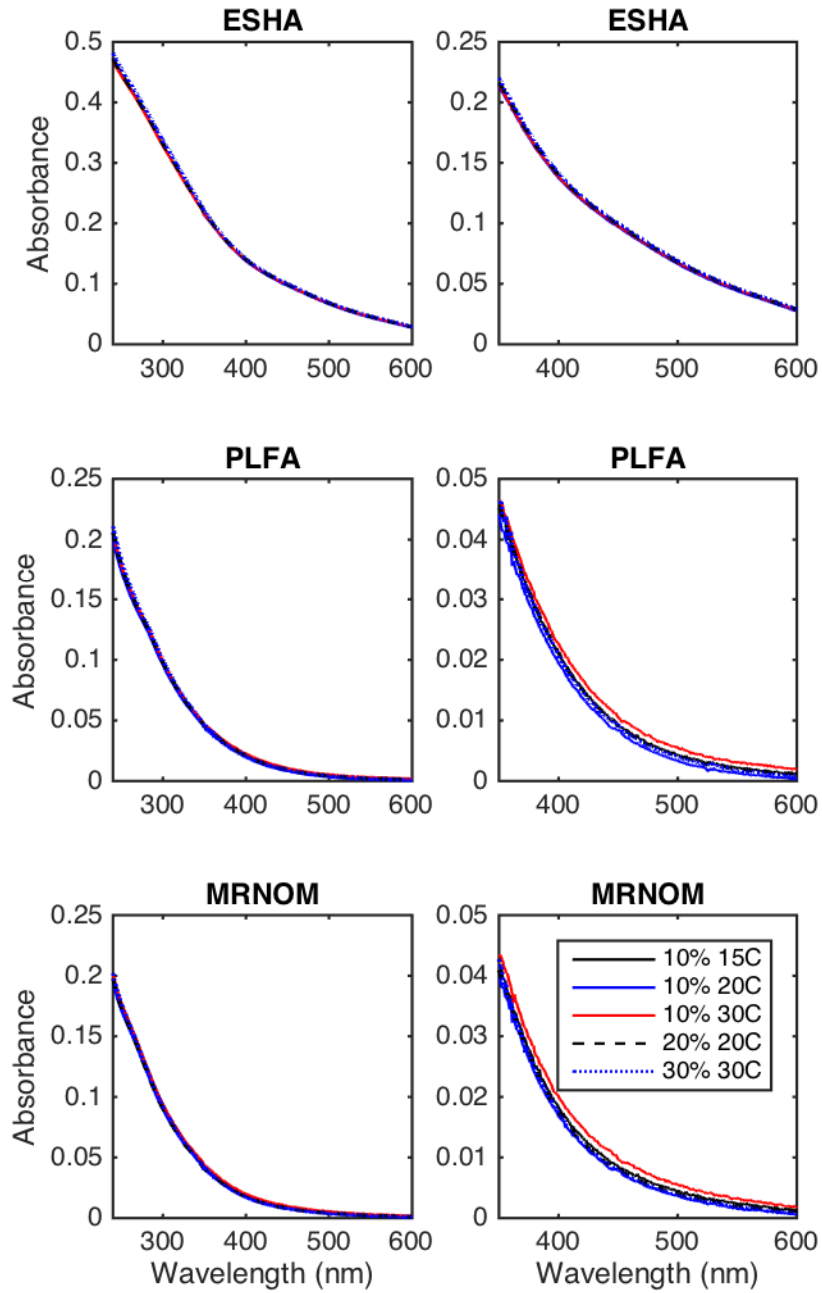 ESHA ESHA
0.5
0.4
0.3
0.2
0.1
0
Absorbance
300 400 500 600
0.25
0.2
0.15
0.1
0.05
0
400 500 600
PLFA PLFA
0.25
0.2
0.15
0.1
0.05
0
Absorbance
300 400 500 600
0.05
0.04
0.03
0.02
0.01
0
400 500 600
MRNOM MRNOM
0.25
0.2
0.15
0.1
0.05
0
Absorbance
300 400 500 600
Wavelength (nm)
0.05
0.04
0.03
0.02
0.01
0
10% 15C
10% 20C
10% 30C
20% 20C
30% 30C
400 500 600
Wavelength (nm)